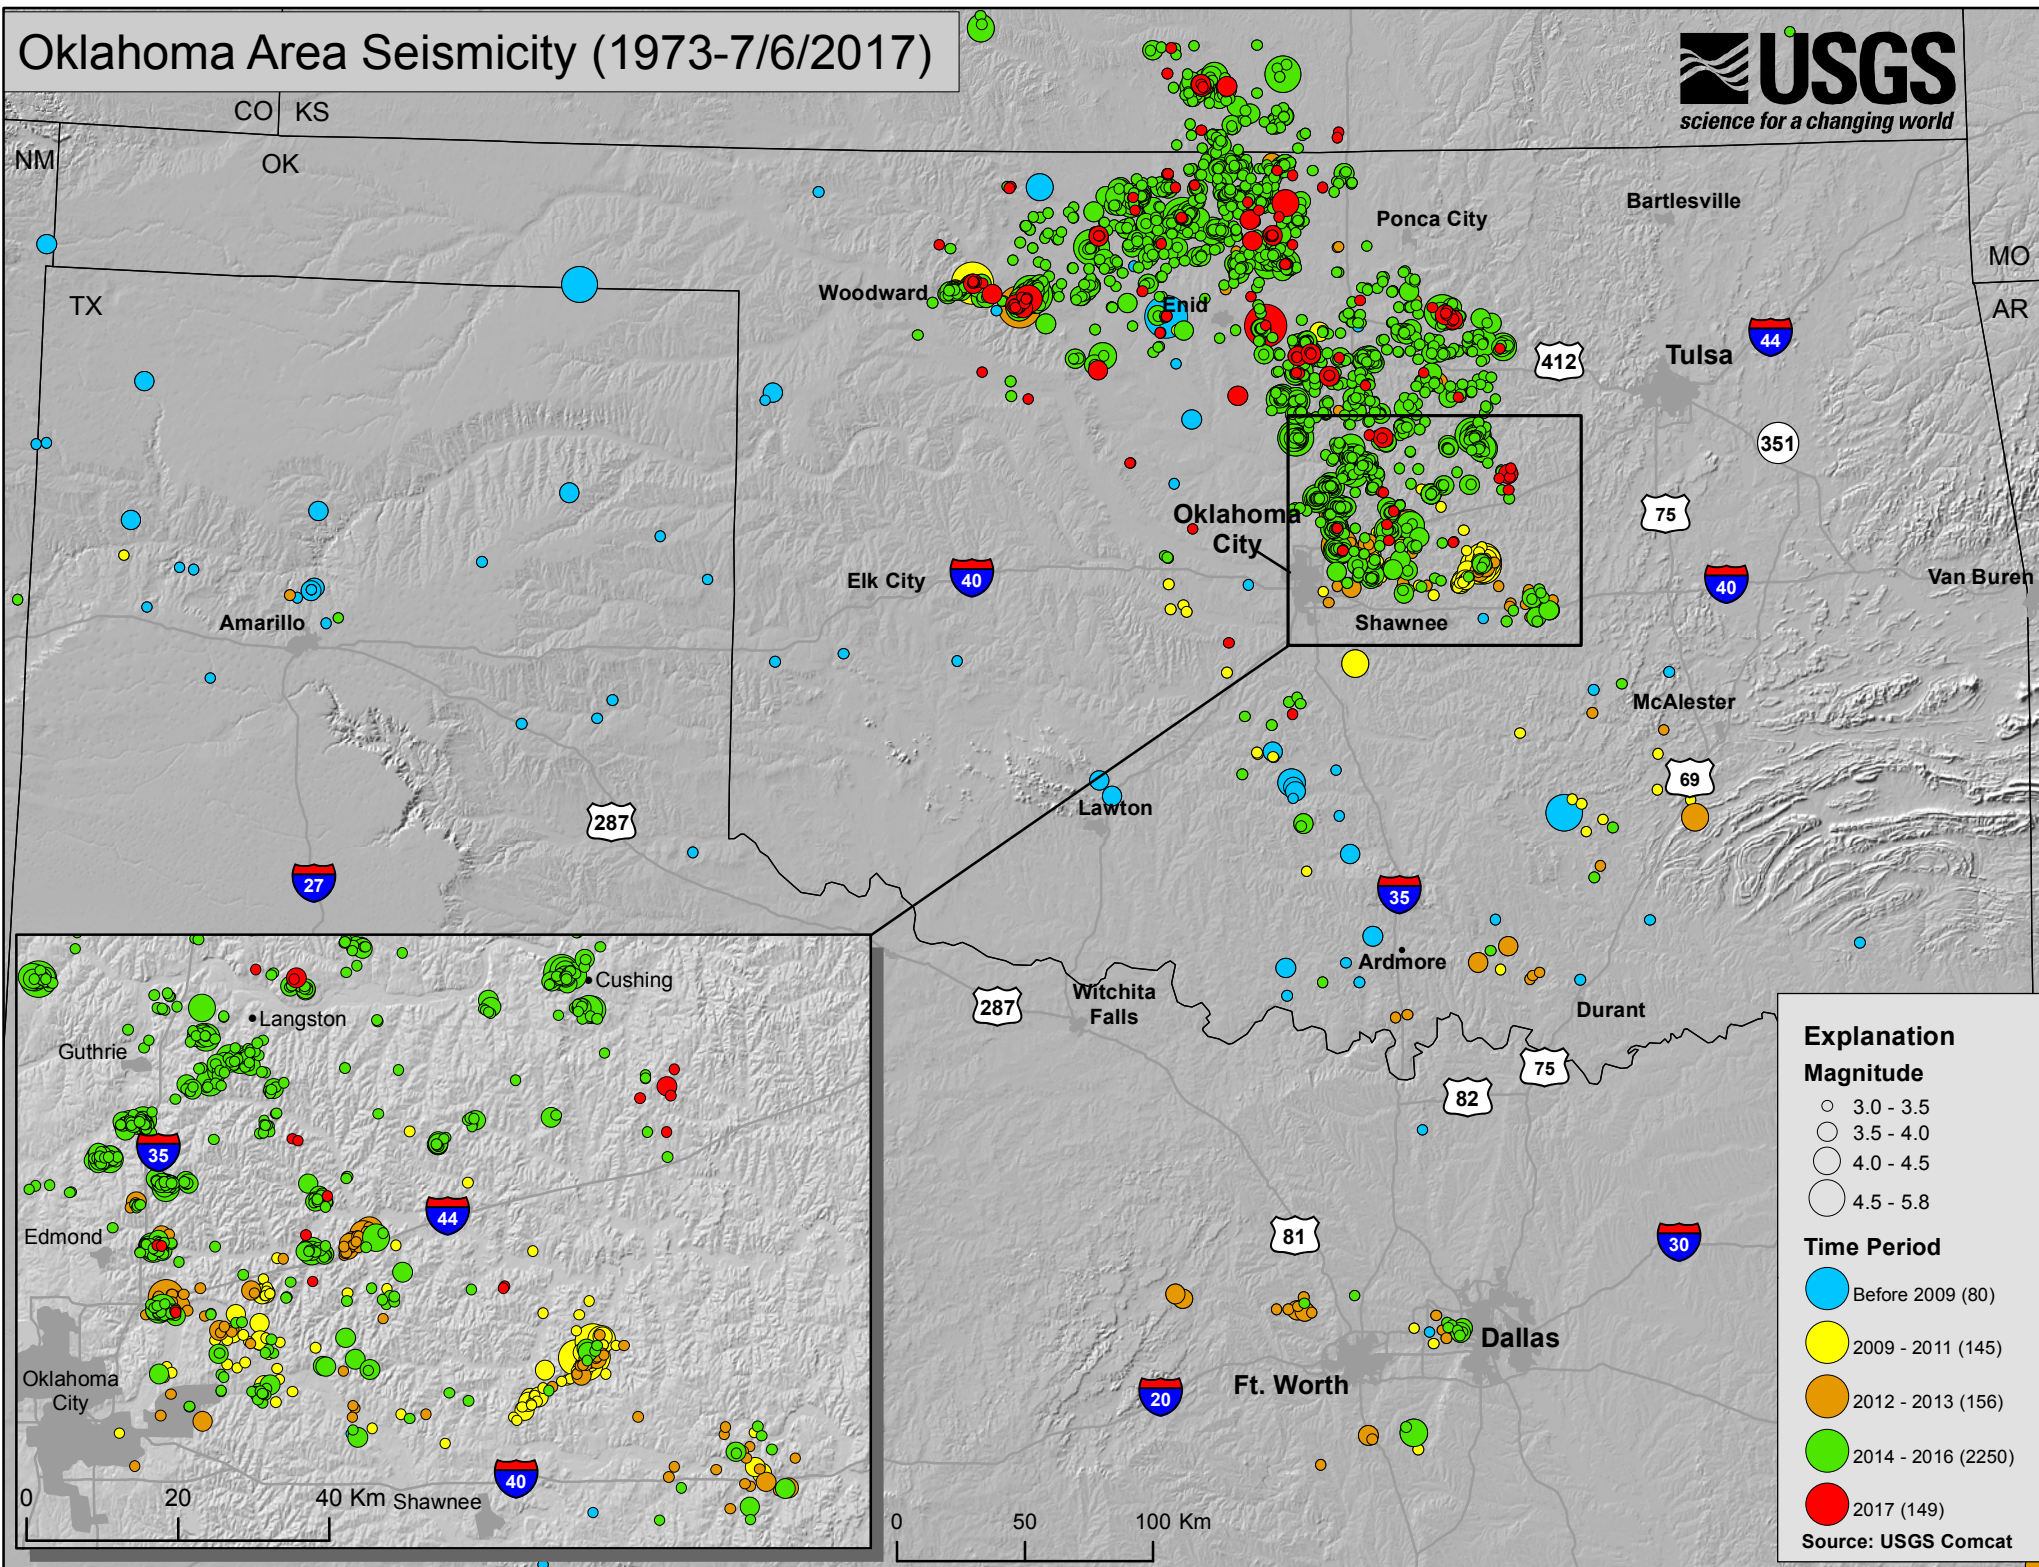 Oklahoma Area Seismicity (1973-7/6/2017)
USGS
science for a changing world
CO
KS
NM
OK
TX
MO
AR
Bartlesville
Ponca City
Woodward
Enid
Tulsa
44
412
351
75
Oklahoma
City
Elk City
40
40
Van Buren
Amarillo
Shawnee
McAlester
69
Lawton
287
27
35
Ardmore
287
Witchita
Falls
Durant
75
82
81
30
Dallas
Ft. Worth
20
0
50
100 Km
Cushing
Langston
Guthrie
35
44
Edmond
Oklahoma
City
40
Shawnee
0
20
40 Km
Explanation
Magnitude
3.0 - 3.5
3.5 - 4.0
4.0 - 4.5
4.5 - 5.8
Time Period
Before 2009 (80)
2009 - 2011 (145)
2012 - 2013 (156)
2014 - 2016 (2250)
2017 (149)
Source: USGS Comcat